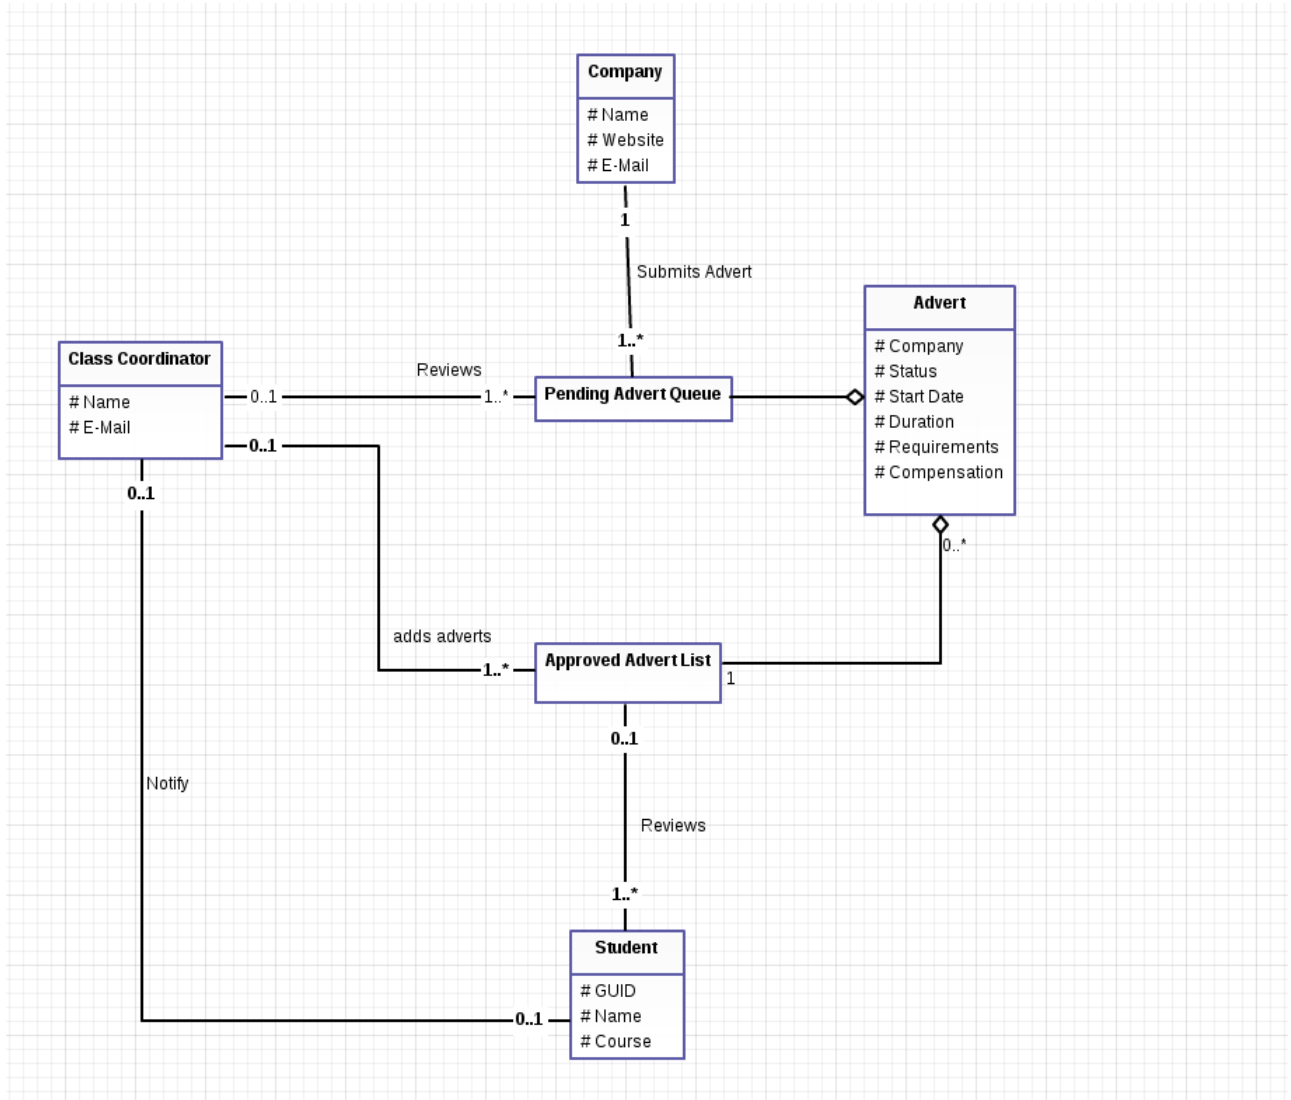 Company
# Name
# Website
# E-Mail
1
Submits Advert
1..*
Advert
# Company
# Status
# Start Date
# Duration
# Requirements
# Compensation
Class Coordinator
# Name
# E-Mail
0..1
Reviews
1..*
Pending Advert Queue
0..1
0..1
0..*
adds adverts
1..*
Approved Advert List
1
0..1
Notify
Reviews
1..*
Student
# GUID
# Name
# Course
0..1